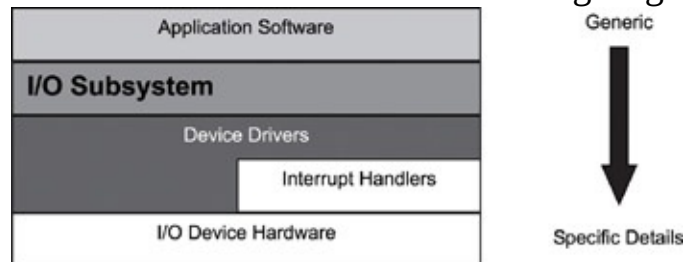 Application Software
Generic
I/O Subsystem
Device Drivers
Interrupt Handlers
I/O Device Hardware
Specific Details